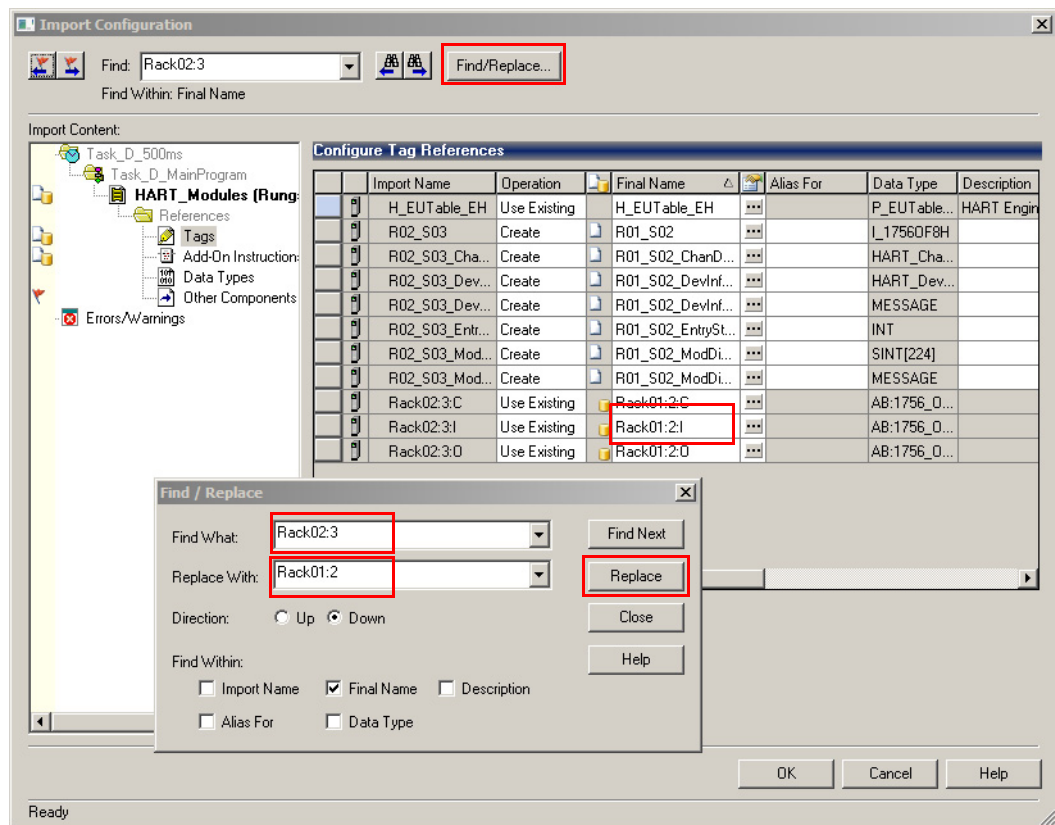 Import Configuration
Find: Rack02:3 Find/Replace...
Find Within: Final Name
Import Content:
Task_D_500ms
Task_D_MainProgram
HART_Modules (Rung
References
Tags
Add-On Instruction
Data Types
Other Components
Errors/Warnings
Configure Tag References
Import Name Operation Final Name Alias For Data Type Description
H_EUTable_EH Use Existing H_EUTable_EH ... P_EUTable... HART Engin
R02_S03 Create R01_S02 ... I_1756OF8H
R02_S03_Cha... Create R01_S02_ChanD... ... HART_Cha...
R02_S03_Dev... Create R01_S02_DevInf... ... HART_Dev...
R02_S03_Dev... Create R01_S02_DevInf... ... MESSAGE
R02_S03_Entr... Create R01_S02_EntrySt... ... INT
R02_S03_Mod... Create R01_S02_ModDi... ... SINT[224]
R02_S03_Mod... Create R01_S02_ModDi... ... MESSAGE
Rack02:3:C Use Existing Rack01:2:C ... AB:1756_O...
Rack02:3:I Use Existing Rack01:2:I ... AB:1756_O...
Rack02:3:O Use Existing Rack01:2:O ... AB:1756_O...
Find / Replace
Find What: Rack02:3 Find Next
Replace With: Rack01:2 Replace
Direction: Up Down Close
Find Within: Help
Import Name Final Name Description
Alias For Data Type
OK Cancel Help
Ready